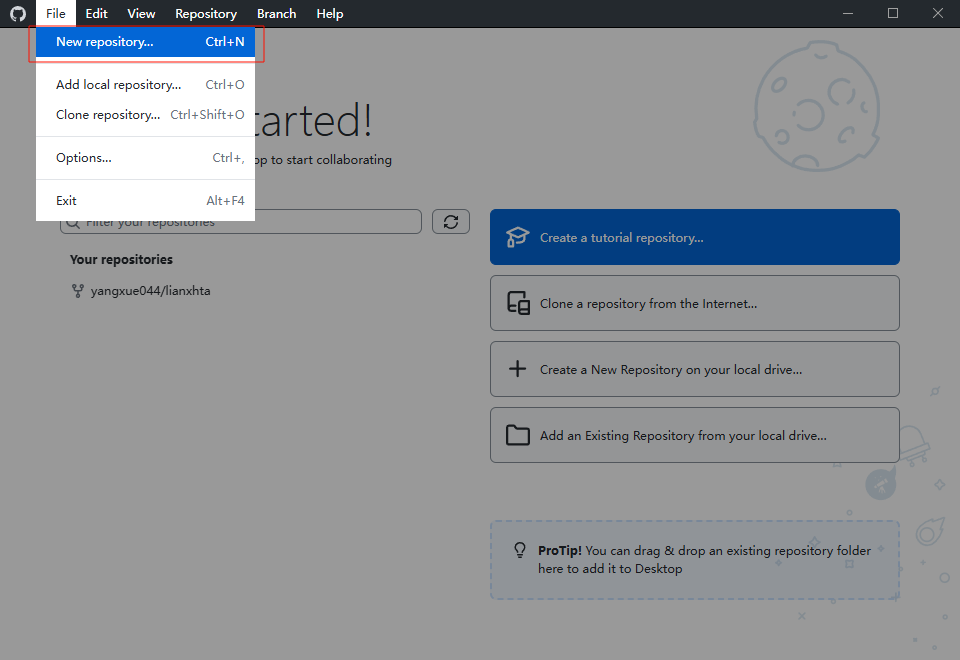 File Edit View Repository Branch Help
New repository... Ctrl+N
Add local repository... Ctrl+O
Clone repository... Ctrl+Shift+O
Options... Ctrl+,
Exit Alt+F4
tarted!
to start collaborating
Filter your repositories
Your repositories
yangxue044/lianxhta
Create a tutorial repository...
Clone a repository from the Internet...
Create a New Repository on your local drive...
Add an Existing Repository from your local drive...
ProTip! You can drag & drop an existing repository folder
here to add it to Desktop